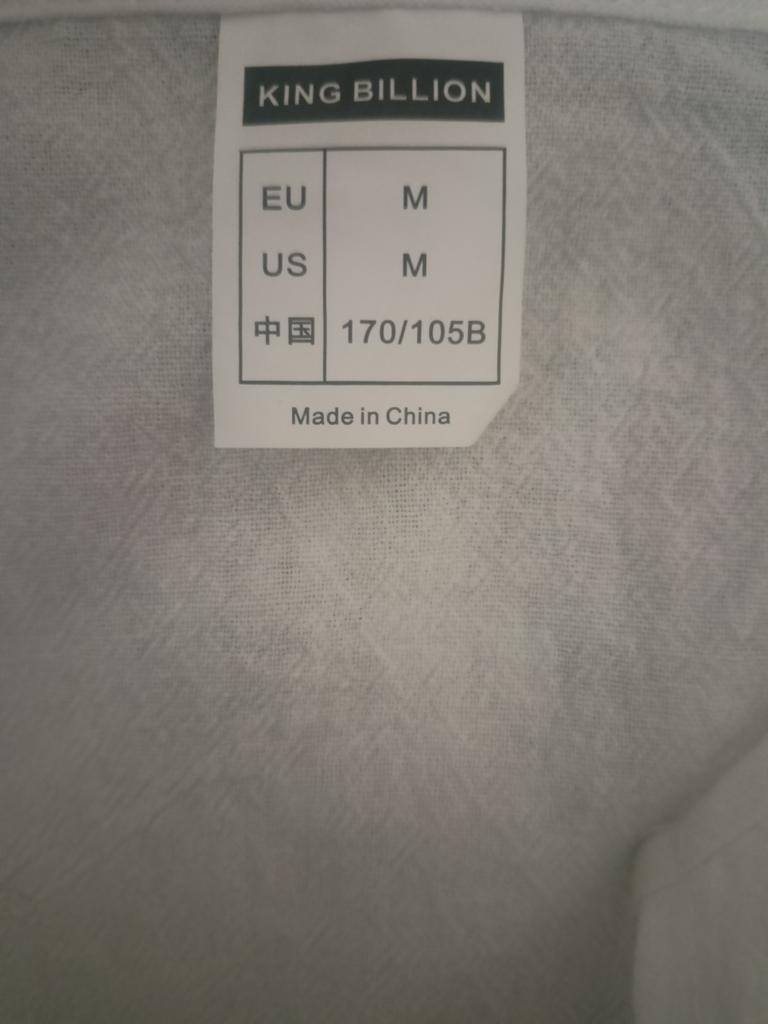 KING BILLION
EU M
US M
中国 170/105B
Made in China